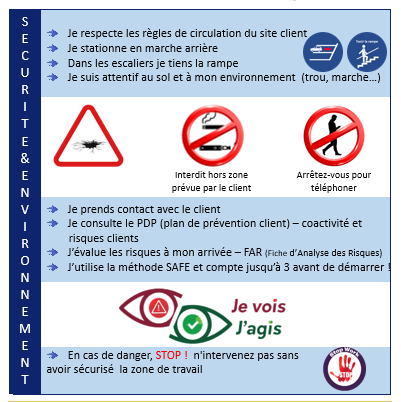 SECURITE&ENVIRONNEMENT
Je respecte les règles de circulation du site client
Je stationne en marche arrière
Dans les escaliers je tiens la rampe
Je suis attentif au sol et à mon environnement (trou, marche...)
Interdit hors zone
prévue par le client
Arrêtez-vous pour
téléphoner
Je prends contact avec le client
Je consulte le PDP (plan de prévention client) – coactivité et
risques clients
J'évalue les risques à mon arrivée – FAR (Fiche d'Analyse des Risques)
J'utilise la méthode SAFE et compte jusqu'à 3 avant de démarrer !
Je vois
J'agis
En cas de danger, STOP ! n'intervenez pas sans
avoir sécurisé la zone de travail
Stop Work
STOP